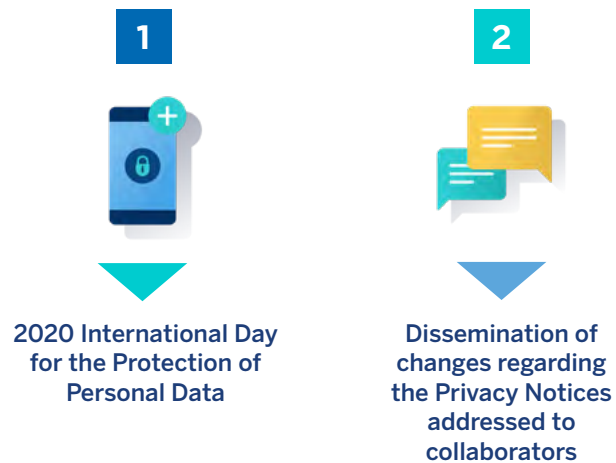 1
2020 International Day
for the Protection of
Personal Data
2
Dissemination of
changes regarding
the Privacy Notices
addressed to
collaborators